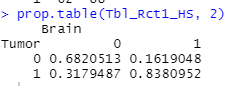 > prop.table(Tbl_Rct1_HS, 2)
Brain
Tumor 0 1
0 0.6820513 0.1619048
1 0.3179487 0.8380952